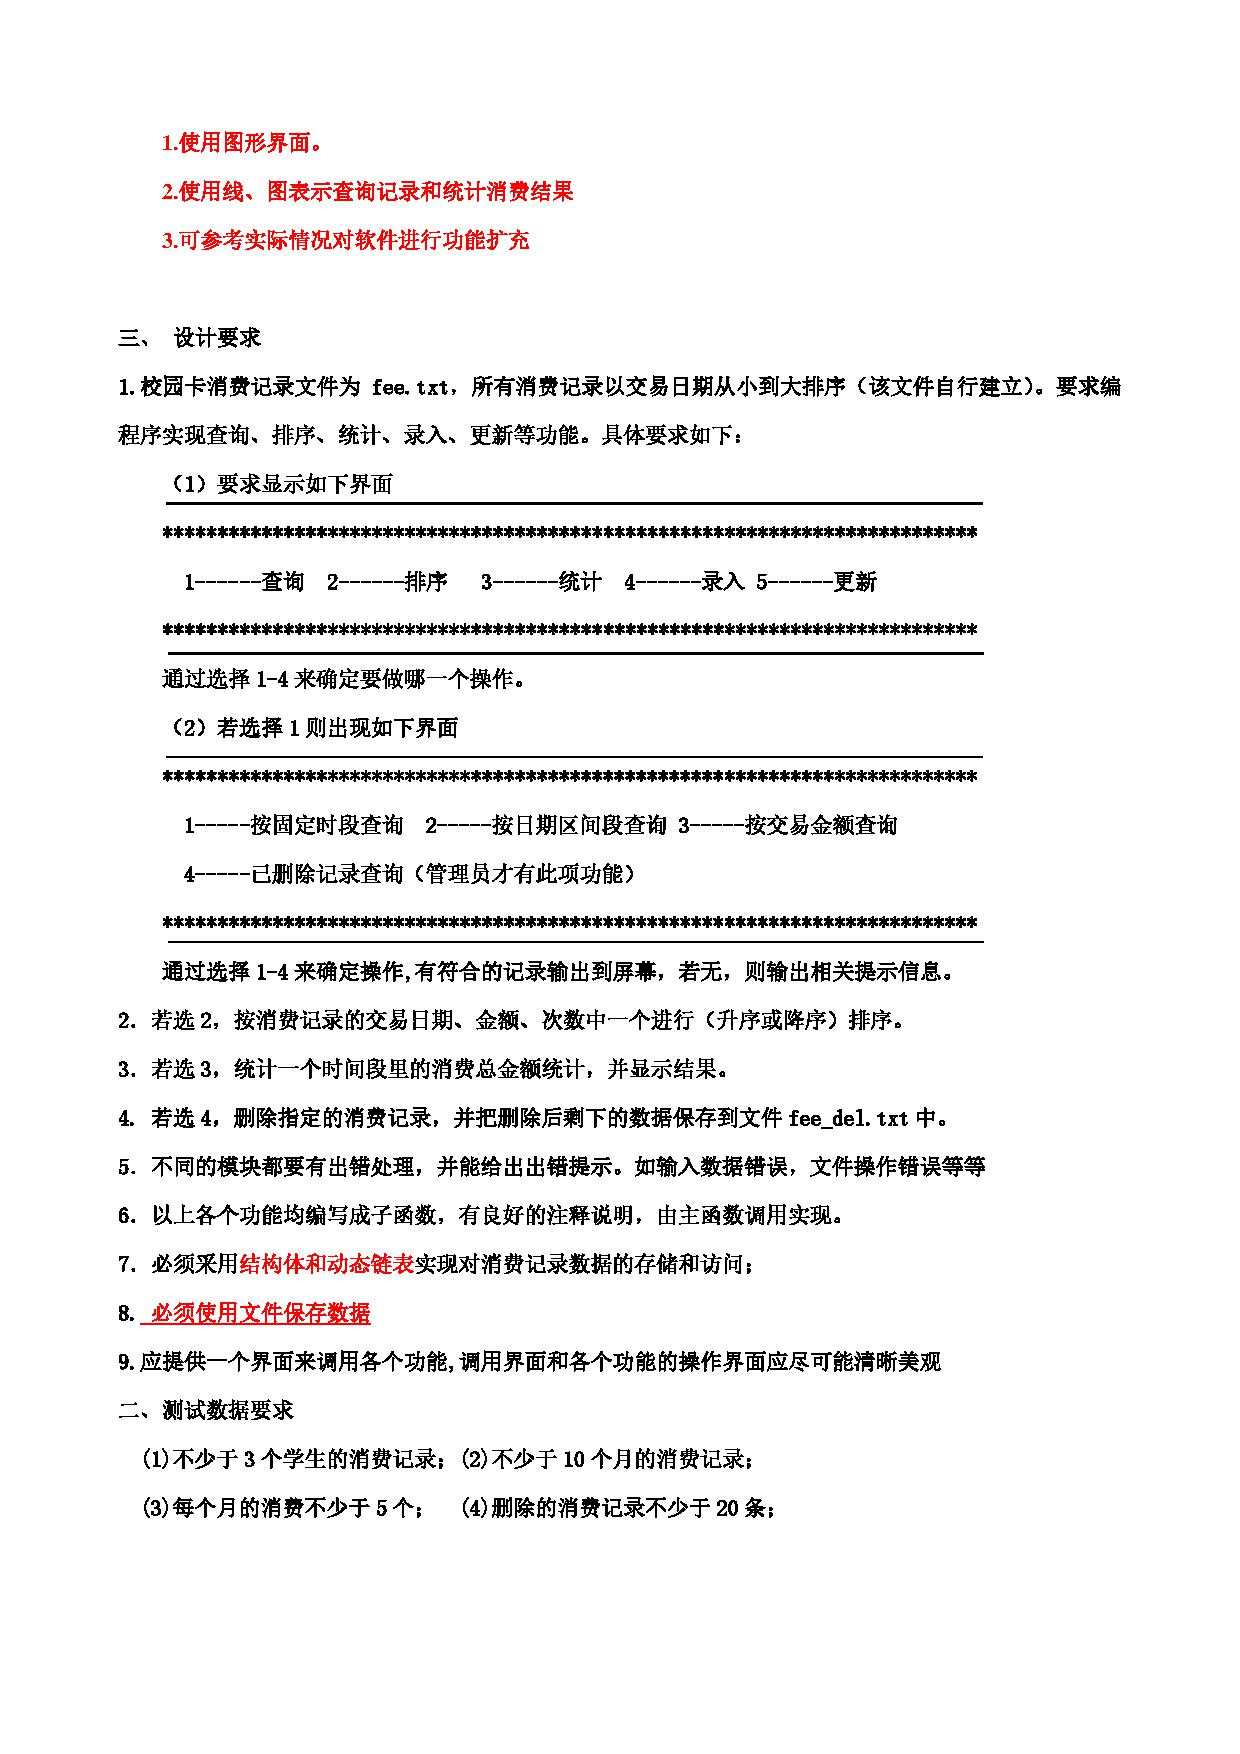 1.使用图形界面。
2.使用线、图表示查询记录和统计消费结果
3.可参考实际情况对软件进行功能扩充
三、 设计要求
1.校园卡消费记录文件为 fee.txt，所有消费记录以交易日期从小到大排序（该文件自行建立）。要求编
程序实现查询、排序、统计、录入、更新等功能。具体要求如下：
（1）要求显示如下界面
**************************************************************************
1------查询  2------排序   3------统计  4------录入 5------更新
**************************************************************************
通过选择 1-4 来确定要做哪一个操作。
（2）若选择 1 则出现如下界面
**************************************************************************
1-----按固定时段查询  2-----按日期区间段查询 3-----按交易金额查询
4-----已删除记录查询（管理员才有此项功能）
**************************************************************************
通过选择 1-4 来确定操作,有符合的记录输出到屏幕，若无，则输出相关提示信息。
2．若选 2，按消费记录的交易日期、金额、次数中一个进行（升序或降序）排序。
3．若选 3，统计一个时间段里的消费总金额统计，并显示结果。
4. 若选 4，删除指定的消费记录，并把删除后剩下的数据保存到文件 fee_del.txt 中。
5．不同的模块都要有出错处理，并能给出出错提示。如输入数据错误，文件操作错误等等
6．以上各个功能均编写成子函数，有良好的注释说明，由主函数调用实现。
7．必须采用结构体和动态链表实现对消费记录数据的存储和访问；
8. 必须使用文件保存数据
9.应提供一个界面来调用各个功能,调用界面和各个功能的操作界面应尽可能清晰美观
二、测试数据要求
(1)不少于 3 个学生的消费记录；(2)不少于 10 个月的消费记录；
(3)每个月的消费不少于 5 个；  (4)删除的消费记录不少于 20 条；